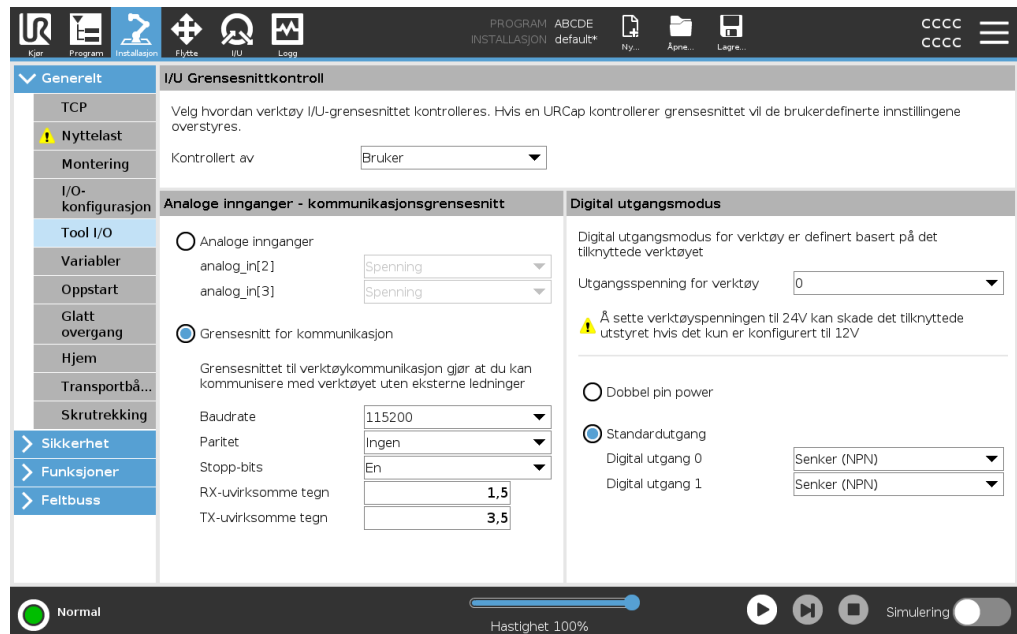 PROGRAM ABCDE
INSTALLASJON default*
CCCC
CCCC
Kjør
Program
Installasjon
Flytte
I/U
Logg
Ny...
Åpne...
Lagre...
Generelt
TCP
Nyttelast
Montering
I/O-
konfigurasjon
Tool I/O
Variabler
Oppstart
Glatt
overgang
Hjem
Transportbå...
Skrutrekking
Sikkerhet
Funksjoner
Feltbuss
I/U Grensesnittkontroll
Velg hvordan verktøy I/U-grensesnittet kontrolleres. Hvis en URCap kontrollerer grensesnittet vil de brukerdefinerte innstillingene
overstyres.
Kontrollert av
Bruker
Analoge innganger - kommunikasjonsgrensesnitt
Analoge innganger
analog_in[2]
Spenning
analog_in[3]
Spenning
Grensesnitt for kommunikasjon
Grensesnittet til verktøykommunikasjon gjør at du kan
kommunisere med verktøyet uten eksterne ledninger
Baudrate
115200
Paritet
Ingen
Stopp-bits
En
RX-uvirksomme tegn
1,5
TX-uvirksomme tegn
3,5
Digital utgangsmodus
Digital utgangsmodus for verktøy er definert basert på det
tilknyttede verktøyet
Utgangsspenning for verktøy
0
Å sette verktøyspenningen til 24V kan skade det tilknyttede
utstyret hvis det kun er konfigurert til 12V
Dobbel pin power
Standardutgang
Digital utgang 0
Senker (NPN)
Digital utgang 1
Senker (NPN)
Normal
Hastighet 100%
Simulering